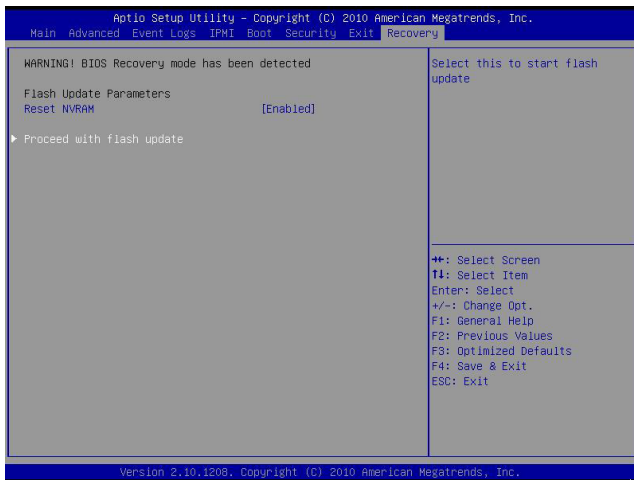 Aptio Setup Utility – Copyright (C) 2010 American Megatrends, Inc.
Main Advanced Event Logs IPMI Boot Security Exit Recovery
WARNING! BIOS Recovery mode has been detected
Flash Update Parameters
Reset NVRAM [Enabled]
▶ Proceed with flash update
Select this to start flash
update
→←: Select Screen
↑↓: Select Item
Enter: Select
+/-: Change Opt.
F1: General Help
F2: Previous Values
F3: Optimized Defaults
F4: Save & Exit
ESC: Exit
Version 2.10.1208. Copyright (C) 2010 American Megatrends, Inc.